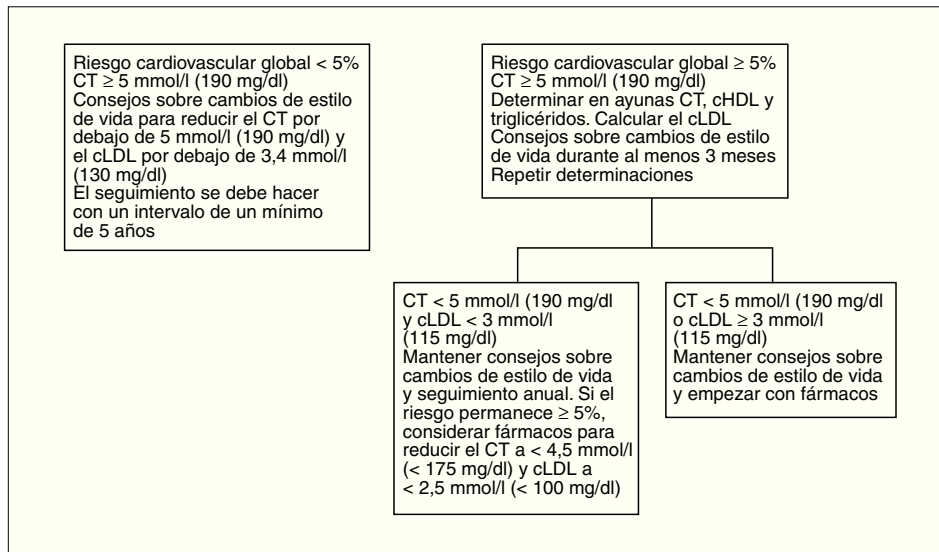 Riesgo cardiovascular global < 5%
CT ≥ 5 mmol/l (190 mg/dl)
Consejos sobre cambios de estilo
de vida para reducir el CT por
debajo de 5 mmol/l (190 mg/dl) y
el cLDL por debajo de 3,4 mmol/l
(130 mg/dl)
El seguimiento se debe hacer
con un intervalo de un mínimo
de 5 años
Riesgo cardiovascular global ≥ 5%
CT ≥ 5 mmol/l (190 mg/dl)
Determinar en ayunas CT, cHDL y
triglicéridos. Calcular el cLDL
Consejos sobre cambios de estilo
de vida durante al menos 3 meses
Repetir determinaciones
CT < 5 mmol/l (190 mg/dl
y cLDL < 3 mmol/l
(115 mg/dl)
Mantener consejos sobre
cambios de estilo de vida
y seguimiento anual. Si el
riesgo permanece ≥ 5%,
considerar fármacos para
reducir el CT a < 4,5 mmol/l
(< 175 mg/dl) y cLDL a
< 2,5 mmol/l (< 100 mg/dl)
CT < 5 mmol/l (190 mg/dl
o cLDL ≥ 3 mmol/l
(115 mg/dl)
Mantener consejos sobre
cambios de estilo de vida
y empezar con fármacos